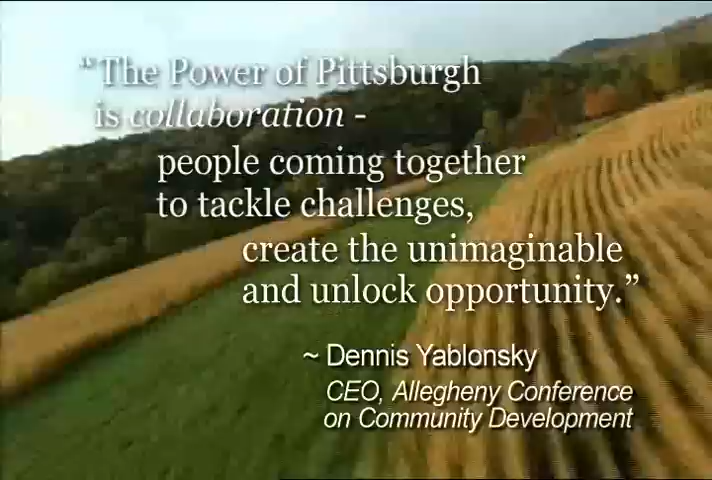 “The Power of Pittsburgh
is collaboration -
people coming together
to tackle challenges,
create the unimaginable
and unlock opportunity.”
~ Dennis Yablonsky
CEO, Allegheny Conference
on Community Development